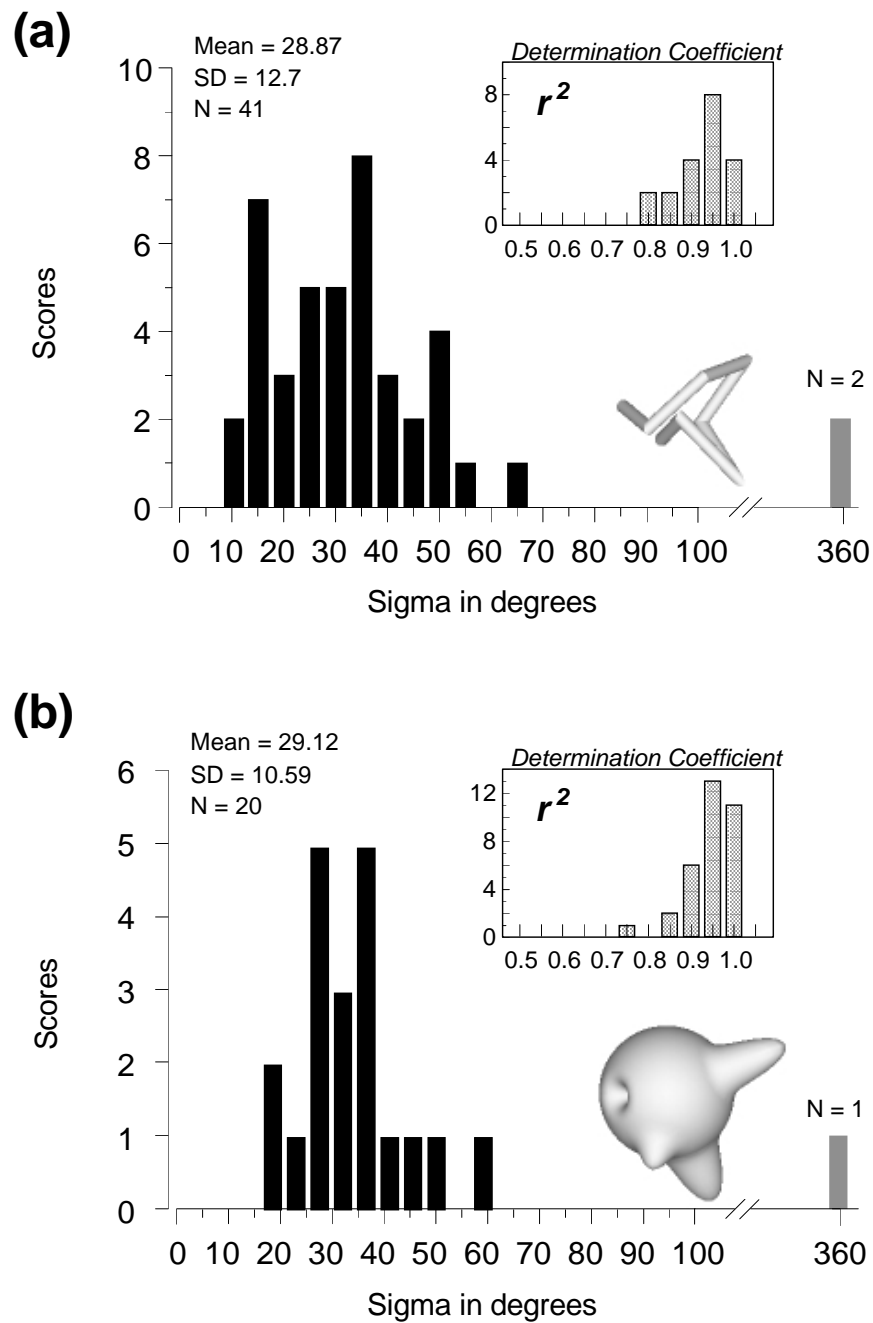 (a)
Mean = 28.87
SD = 12.7
N = 41
Determination Coefficient
r²
8
4
0
0.5 0.6 0.7 0.8 0.9 1.0
10
8
6
4
2
0
Scores
N = 2
0 10 20 30 40 50 60 70 80 90 100 360
Sigma in degrees
(b)
Mean = 29.12
SD = 10.59
N = 20
Determination Coefficient
r²
12
8
4
0
0.5 0.6 0.7 0.8 0.9 1.0
6
5
4
3
2
1
0
Scores
N = 1
0 10 20 30 40 50 60 70 80 90 100 360
Sigma in degrees